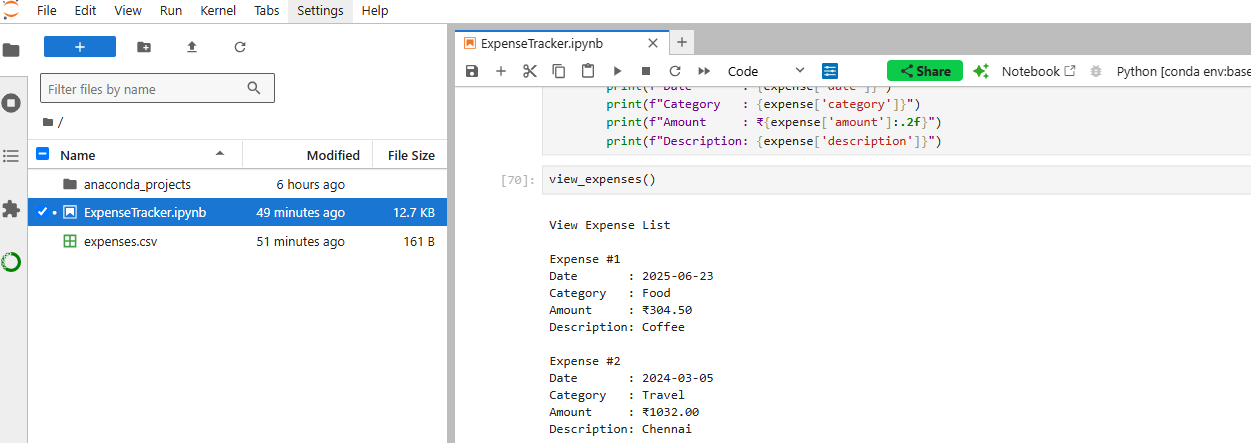 File Edit View Run Kernel Tabs Settings Help
Filter files by name
/
Name Modified File Size
anaconda_projects 6 hours ago
ExpenseTracker.ipynb 49 minutes ago 12.7 KB
expenses.csv 51 minutes ago 161 B
ExpenseTracker.ipynb
Code Share Notebook Python [conda env:base
print(f"Date : {expense['date']}")
print(f"Category : {expense['category']}")
print(f"Amount : ₹{expense['amount']:.2f}")
print(f"Description: {expense['description']}")
[70]: view_expenses()
View Expense List
Expense #1
Date : 2025-06-23
Category : Food
Amount : ₹304.50
Description: Coffee
Expense #2
Date : 2024-03-05
Category : Travel
Amount : ₹1032.00
Description: Chennai